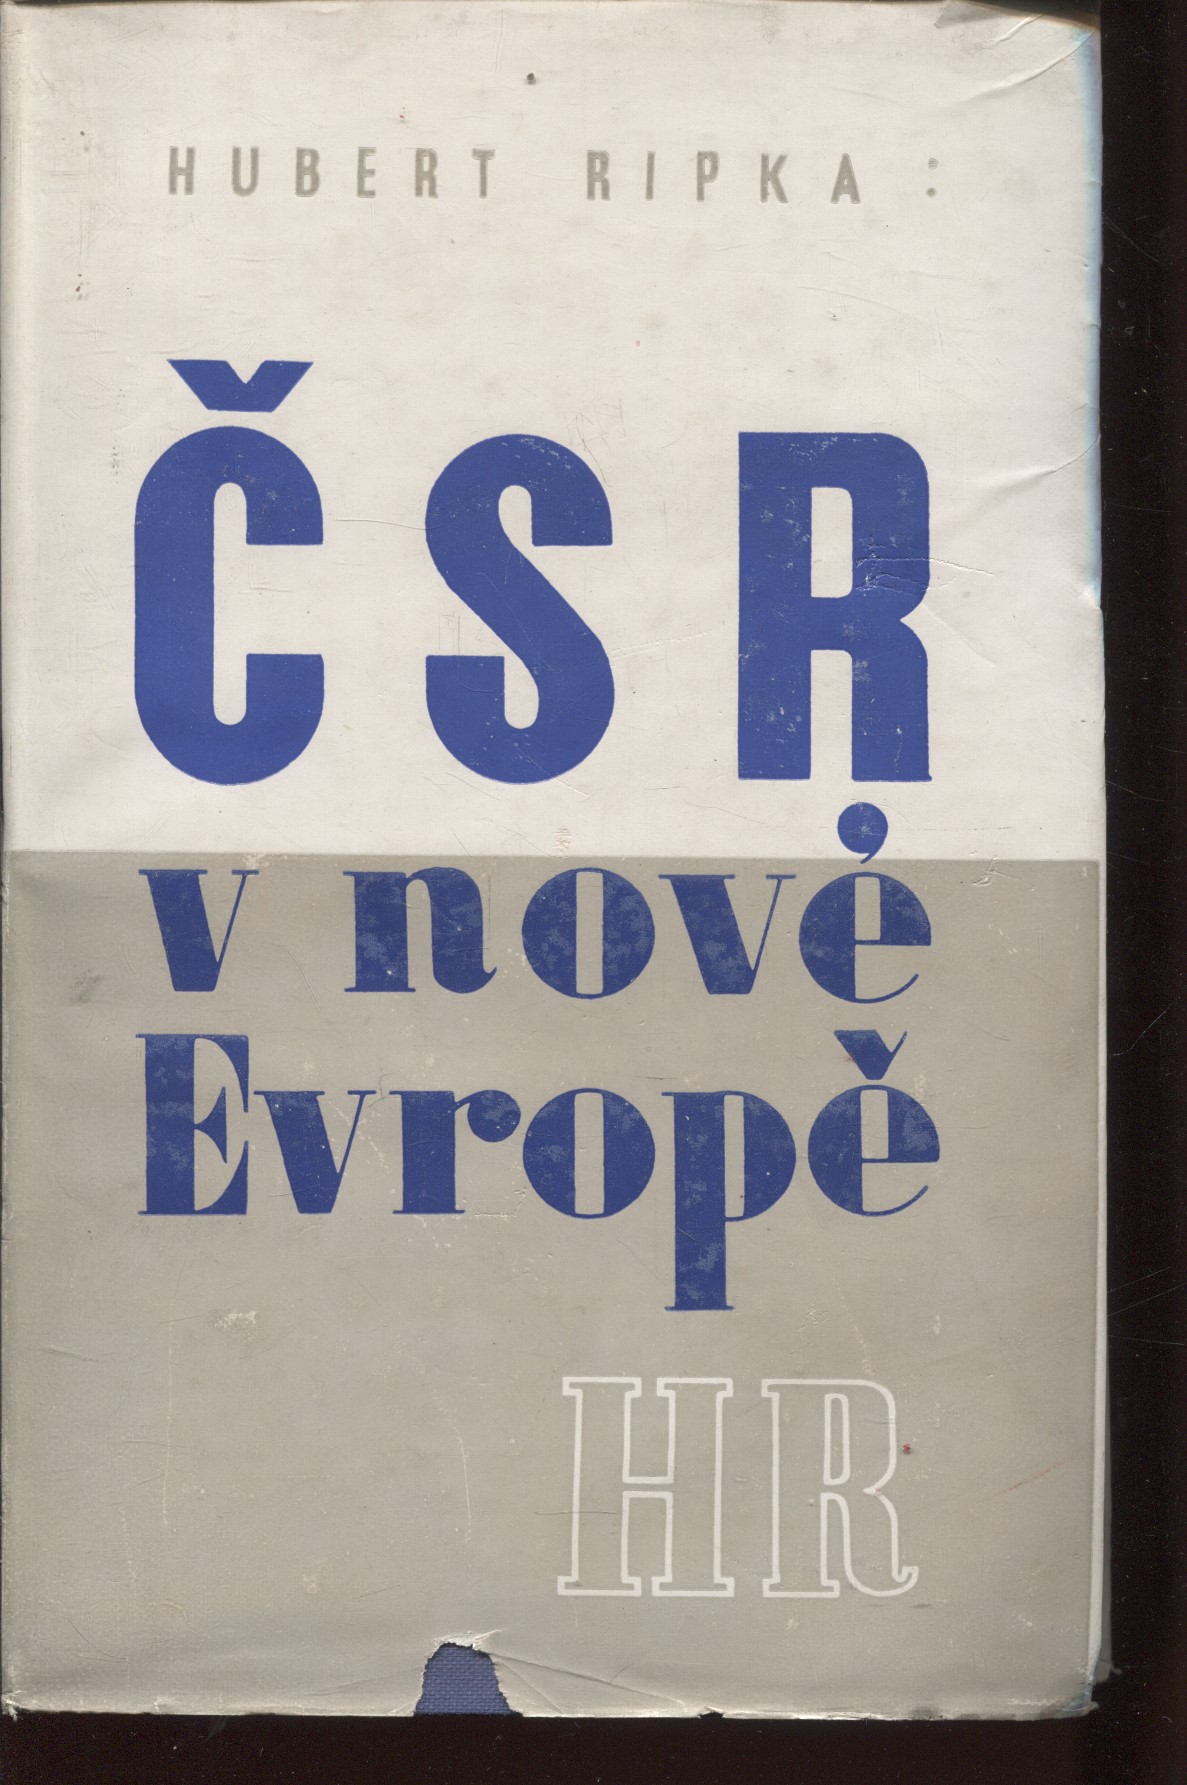 HUBERT RIPKA:
ČSR
v nové
Evropě
HR